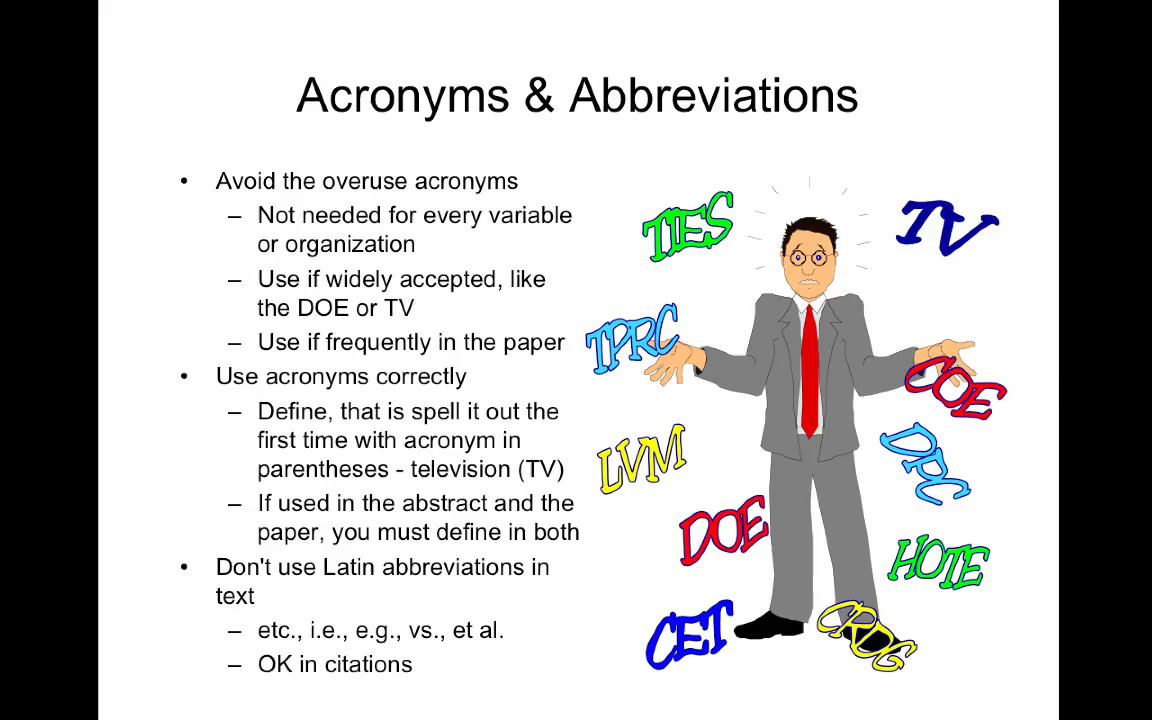 Acronyms & Abbreviations
• Avoid the overuse acronyms
– Not needed for every variable
or organization
– Use if widely accepted, like
the DOE or TV
– Use if frequently in the paper
• Use acronyms correctly
– Define, that is spell it out the
first time with acronym in
parentheses - television (TV)
– If used in the abstract and the
paper, you must define in both
• Don't use Latin abbreviations in
text
– etc., i.e., e.g., vs., et al.
– OK in citations
TIES
TV
TPRC
COE
LVM
DPC
DOE
HOTE
CET
CRDG